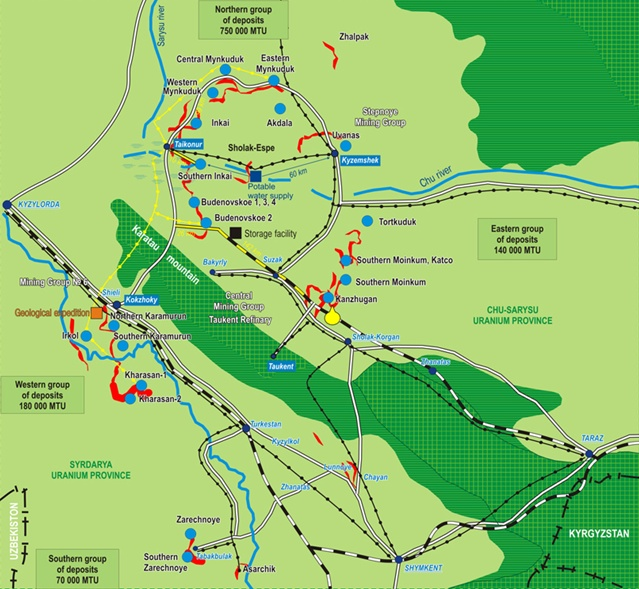 Northern group
of deposits
750 000 MTU
Sarysu river
Zhalpak
Central Mynkuduk
Eastern
Mynkuduk
Western
Mynkuduk
Inkai
Akdala
Stepnoye
Mining Group
Uvanas
Taikonur
Sholak-Espe
Kyzemshek
60 km
Southern Inkai
Potable
water supply
Chu river
KYZYLORDA
Budenovskoe 1, 3, 4
Budenovskoe 2
Storage facility
Tortkuduk
Eastern group
of deposits
140 000 MTU
Karatau
mountain
Bakyrly
Suzak
Southern Moinkum, Katco
Southern Moinkum
Mining Group № 6
Shieli
Kokzhoky
Central
Mining Group
Taukent Refinery
Kanzhugan
CHU-SARYSU
URANIUM PROVINCE
Geological expedition
Northern Karamurun
Irkol
Southern Karamurun
Sholak-Korgan
Taukent
Zhanatas
Western group
of deposits
180 000 MTU
Kharasan-1
Kharasan-2
Turkestan
Kyzylkol
TARAZ
SYRDARYA
URANIUM PROVINCE
Lunnoye
Chayan
Zhanatas
UZBEKISTON
Zarechnoye
KYRGYZSTAN
Southern group
of deposits
70 000 MTU
Southern
Zarechnoye
Tabakbulak
Asarchik
SHYMKENT